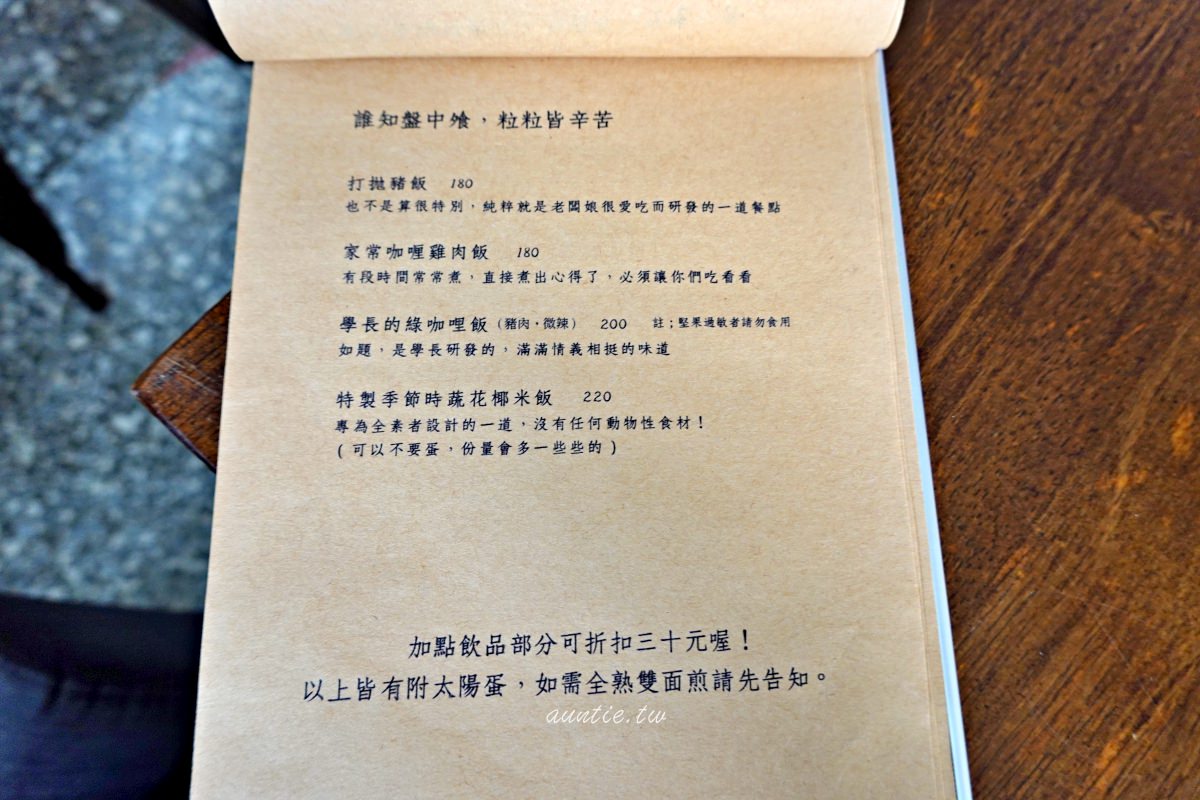 誰知盤中飧，粒粒皆辛苦
打拋豬飯 180
也不是算很特別，純粹就是老闆娘很愛吃而研發的一道餐點
家常咖喱雞肉飯 180
有段時間常常煮，直接煮出心得了，必須讓你們吃看看
學長的綠咖哩飯（豬肉・微辣） 200 註；堅果過敏者請勿食用
如題，是學長研發的，滿滿情義相挺的味道
特製季節時蔬花椰米飯 220
專為全素者設計的一道，沒有任何動物性食材！
(可以不要蛋，份量會多一些些的)
加點飲品部分可折扣三十元喔！
以上皆有附太陽蛋，如需全熟雙面煎請先告知。
auntie.tw